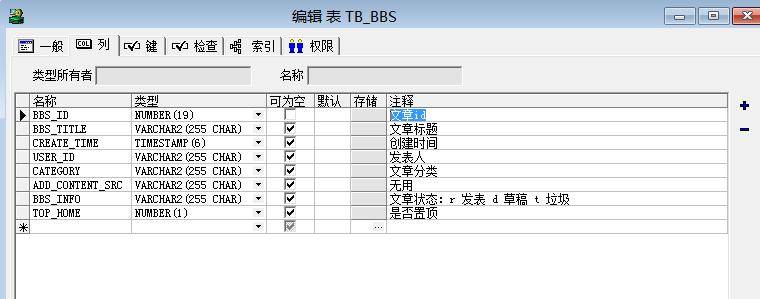 编辑 表 TB_BBS
一般 列 键 检查 索引 权限
类型所有者 名称
名称 类型 可为空 默认 存储 注释
BBS_ID NUMBER(19) 文章id
BBS_TITLE VARCHAR2(255 CHAR) 文章标题
CREATE_TIME TIMESTAMP(6) 创建时间
USER_ID VARCHAR2(255 CHAR) 发表人
CATEGORY VARCHAR2(255 CHAR) 文章分类
ADD_CONTENT_SRC VARCHAR2(255 CHAR) 无用
BBS_INFO VARCHAR2(255 CHAR) 文章状态: r 发表 d 草稿 t 垃圾
TOP_HOME NUMBER(1) 是否置顶